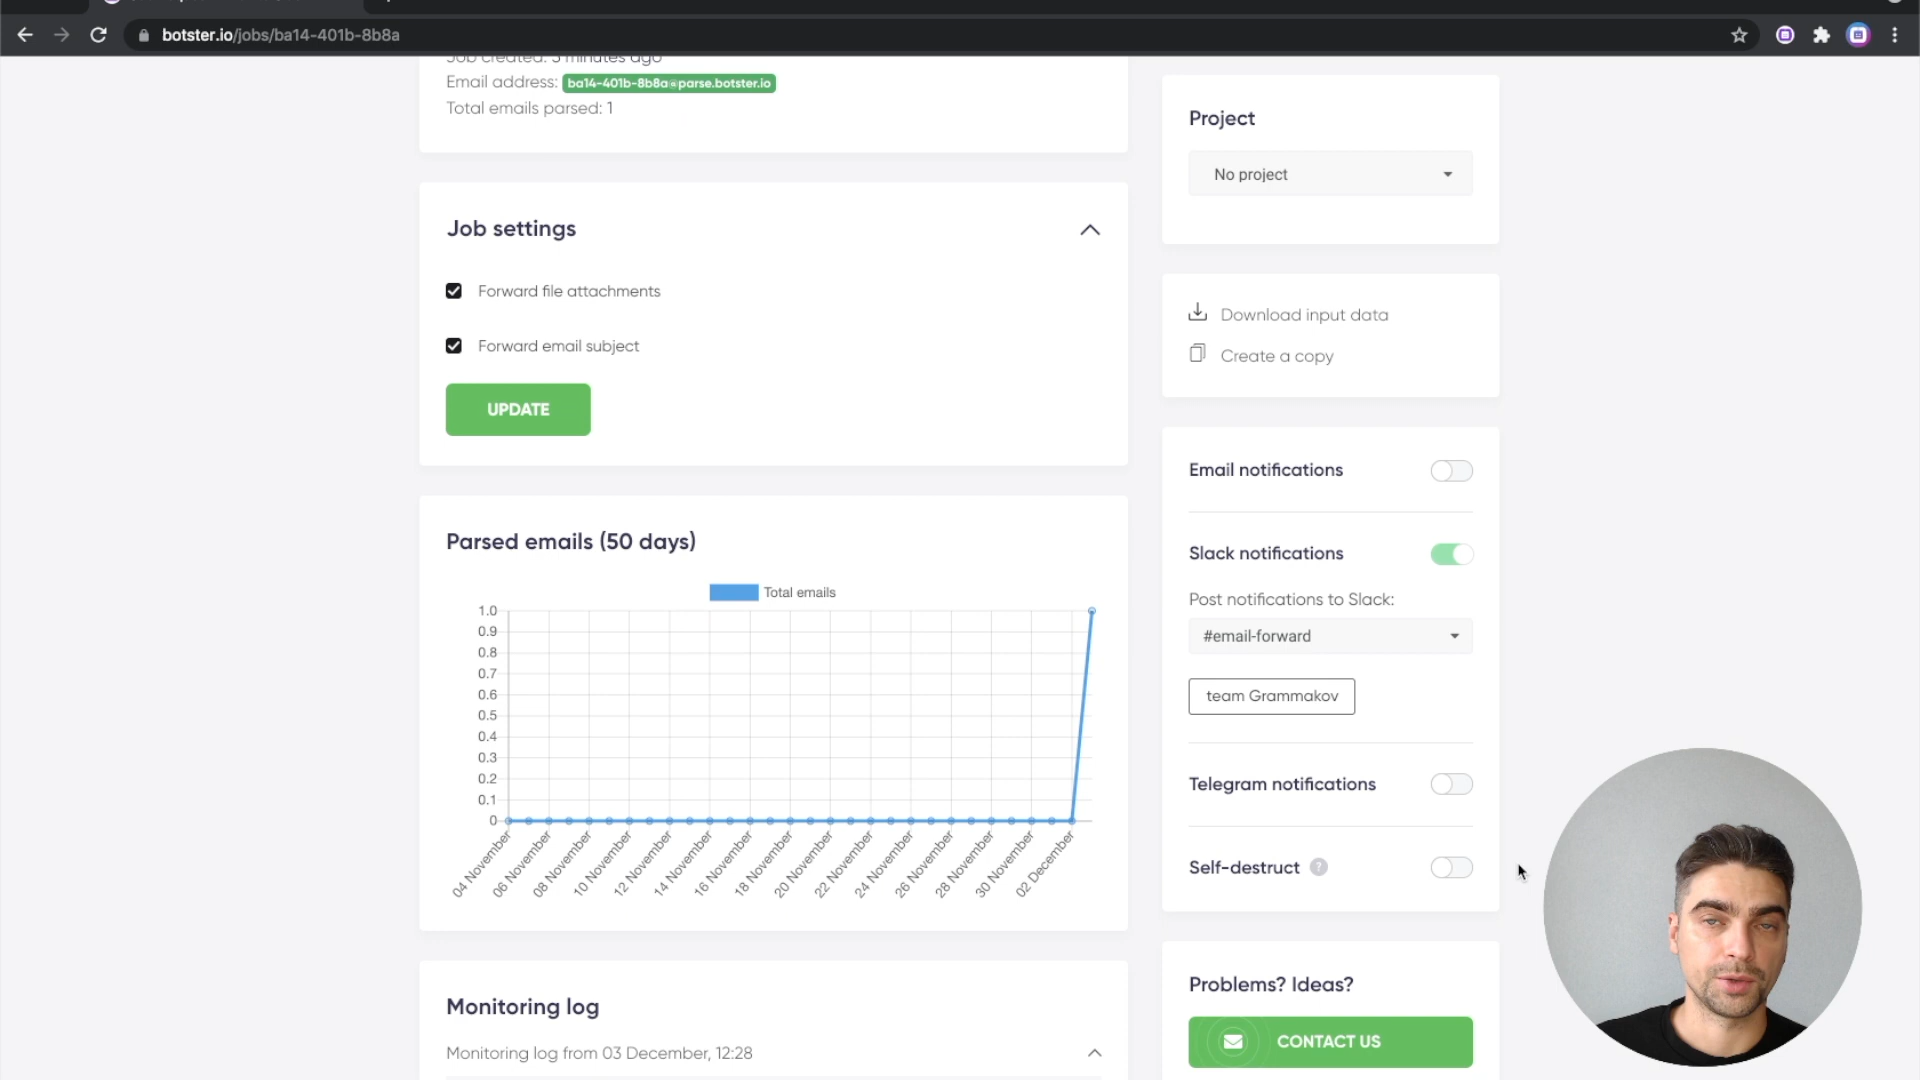 botster.io/jobs/ba14-401b-8b8a
Job created: 5 minutes ago
Email address: ba14-401b-8b8a@parse.botster.io
Total emails parsed: 1
Job settings
Forward file attachments
Forward email subject
UPDATE
Parsed emails (50 days)
Total emails
1.0
0.9
0.8
0.7
0.6
0.5
0.4
0.3
0.2
0.1
0
04 November
06 November
08 November
10 November
12 November
14 November
16 November
18 November
20 November
22 November
24 November
26 November
28 November
30 November
02 December
Monitoring log
Monitoring log from 03 December, 12:28
Project
No project
Download input data
Create a copy
Email notifications
Slack notifications
Post notifications to Slack:
#email-forward
team Grammakov
Telegram notifications
Self-destruct ?
Problems? Ideas?
CONTACT US